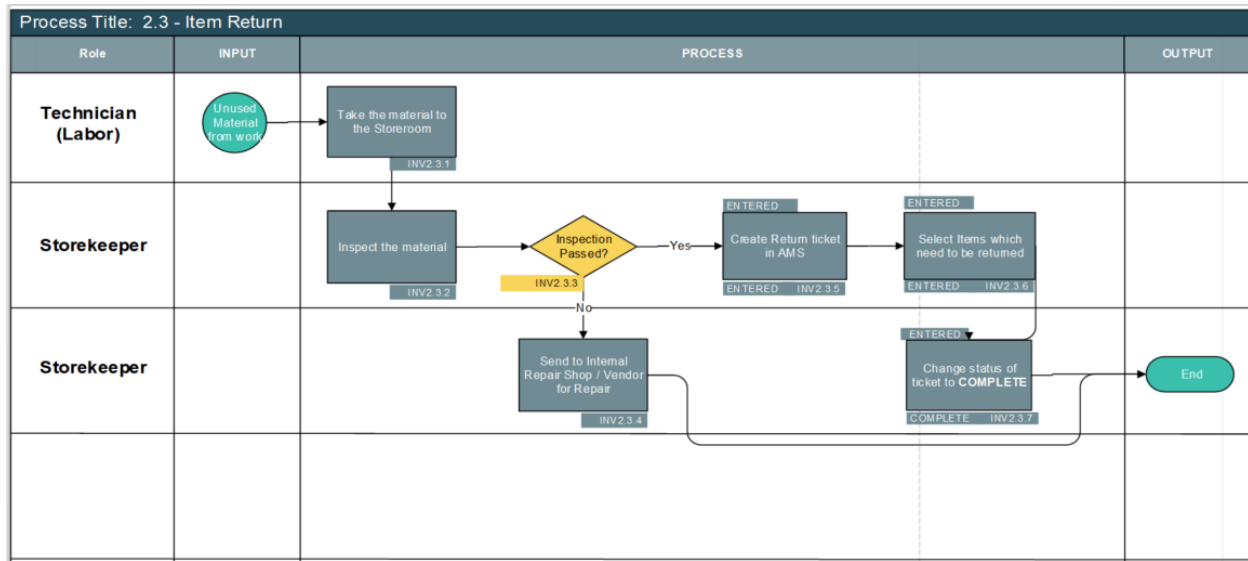 Process Title: 2.3 - Item Return
Role
INPUT
PROCESS
OUTPUT
Technician
(Labor)
Unused
Material
from work
Take the material to
the Storeroom
INV2.3.1
Storekeeper
Inspect the material
INV2.3.2
Inspection
Passed?
INV2.3.3
Yes
No
ENTERED
Create Return ticket
in AMS
ENTERED INV2.3.5
ENTERED
Select Items which
need to be returned
ENTERED INV2.3.6
Storekeeper
Send to Internal
Repair Shop / Vendor
for Repair
INV2.3.4
ENTERED
Change status of
ticket to COMPLETE
COMPLETE INV2.3.7
End